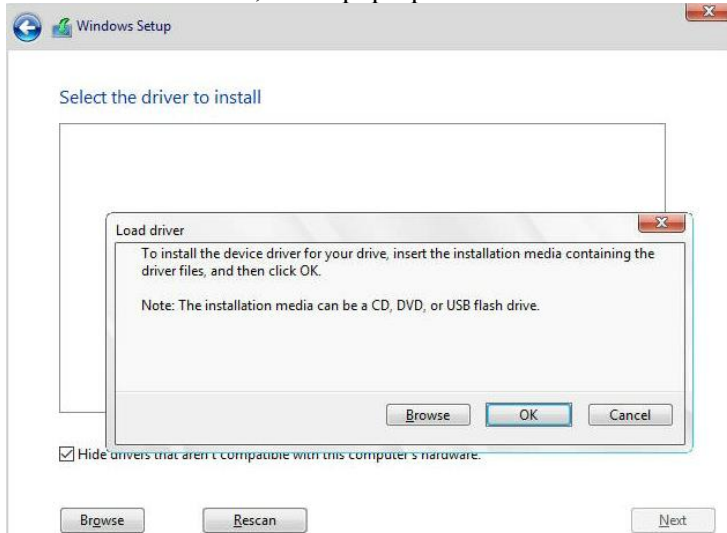 Windows Setup
Select the driver to install
Load driver
To install the device driver for your drive, insert the installation media containing the
driver files, and then click OK.
Note: The installation media can be a CD, DVD, or USB flash drive.
Browse OK Cancel
Hide drivers that aren't compatible with this computer's hardware.
Browse Rescan Next